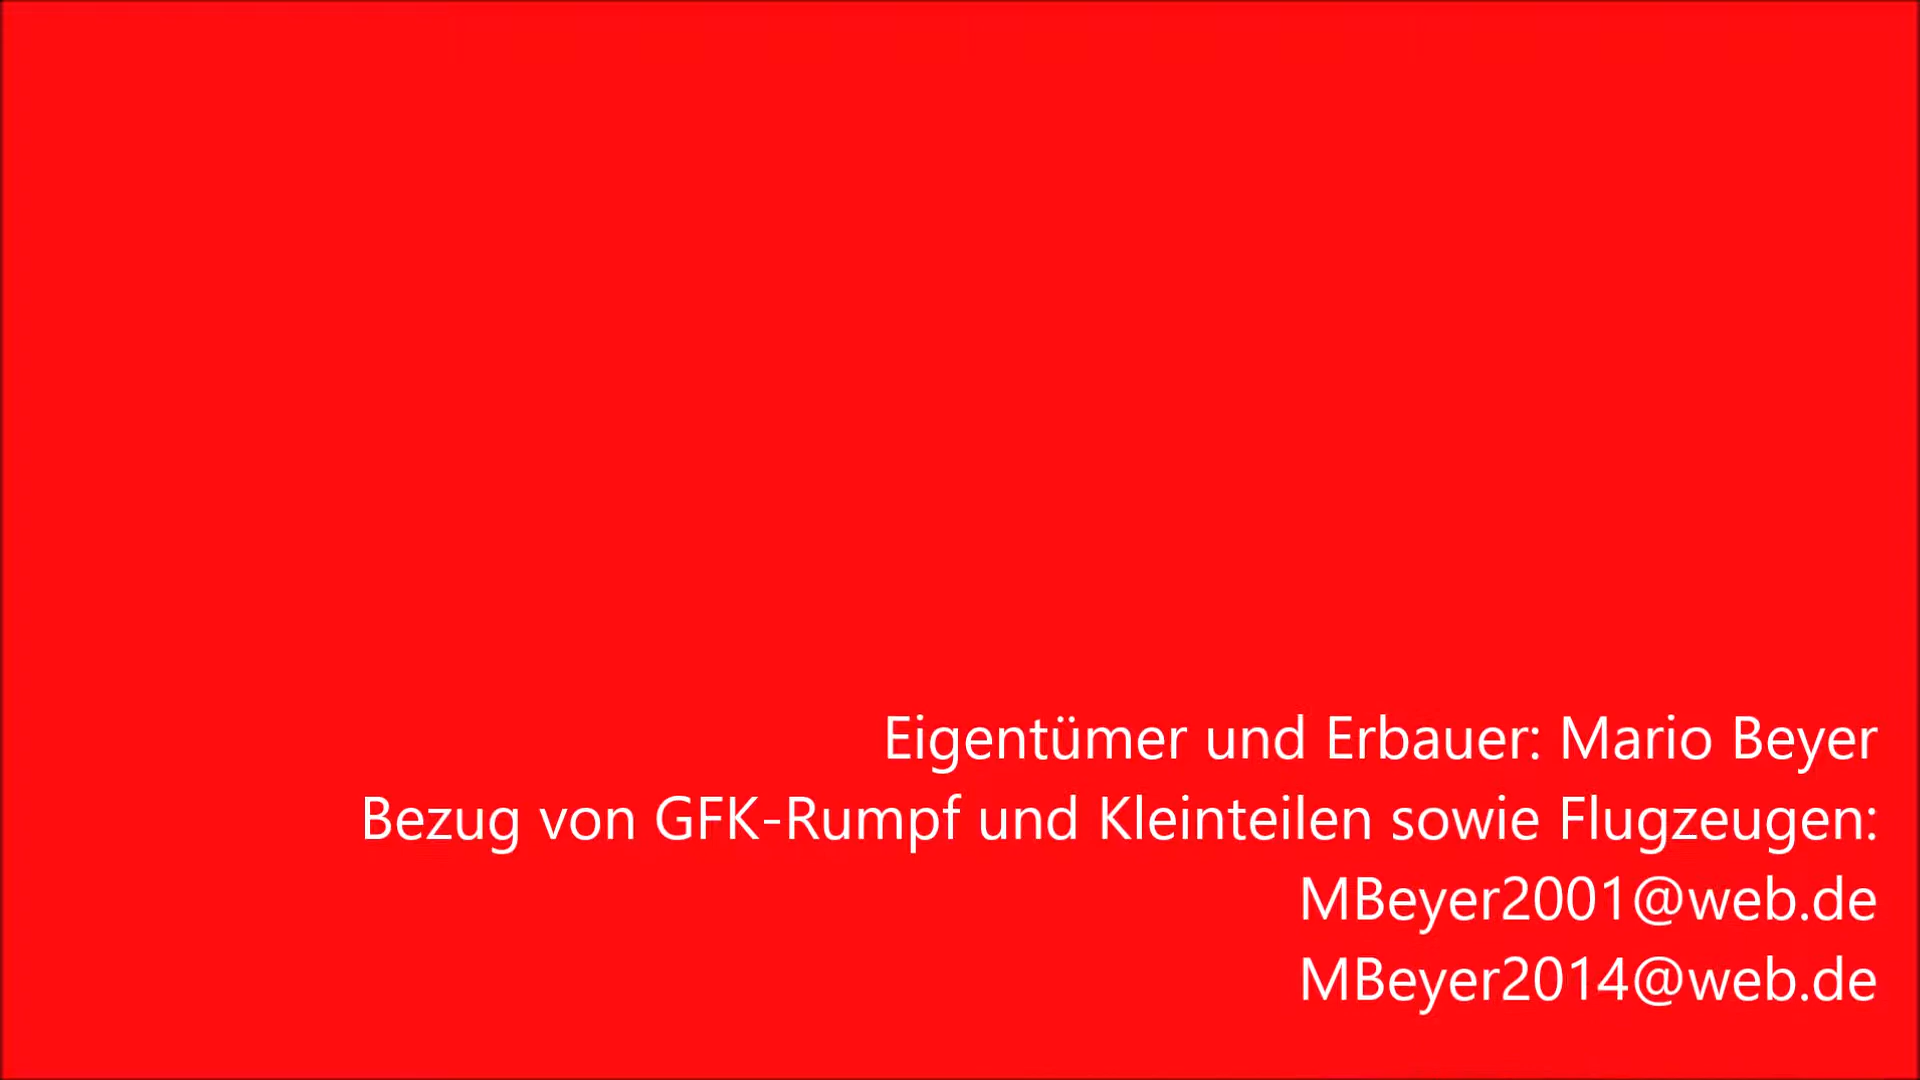 Eigentümer und Erbauer: Mario Beyer
Bezug von GFK-Rumpf und Kleinteilen sowie Flugzeugen:
MBeyer2001@web.de
MBeyer2014@web.de